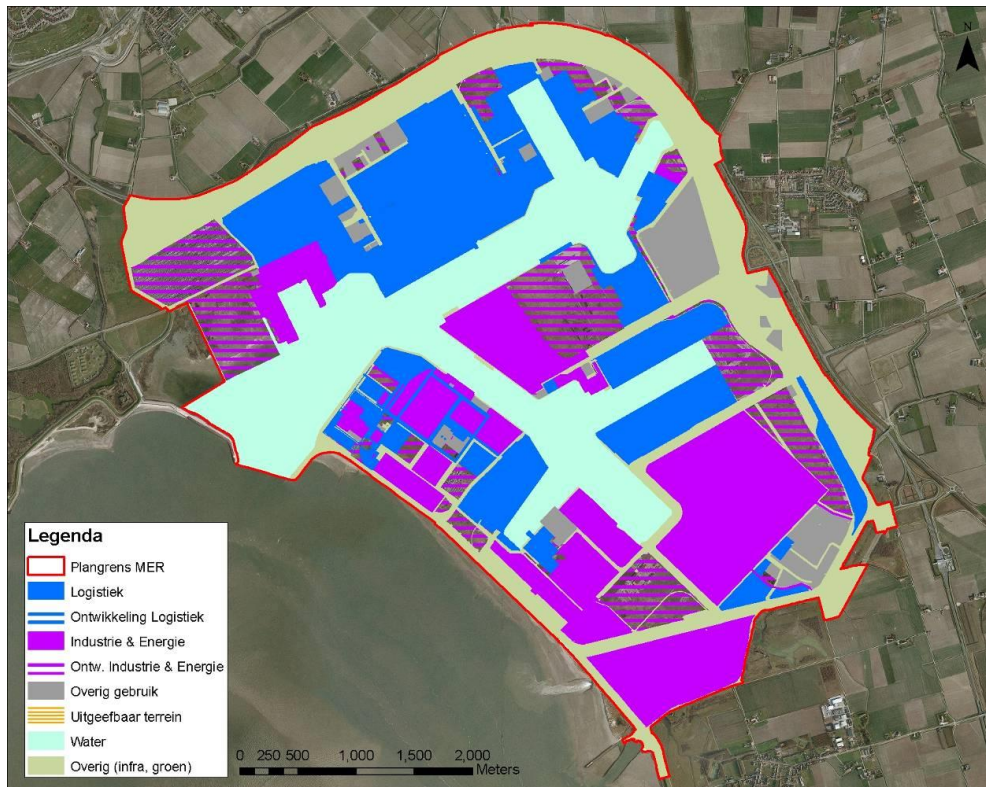 N
Legenda
Plangrens MER
Logistiek
Ontwikkeling Logistiek
Industrie & Energie
Ontw. Industrie & Energie
Overig gebruik
Uitgeefbaar terrein
Water
Overig (infra, groen)
0 250 500 1,000 1,500 2,000
Meters